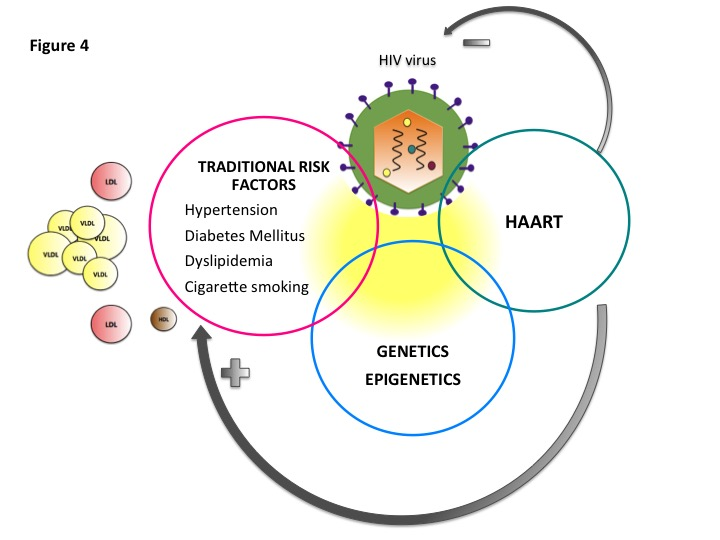 Figure 4
HIV virus
TRADITIONAL RISK
FACTORS
Hypertension
Diabetes Mellitus
Dyslipidemia
Cigarette smoking
HAART
GENETICS
EPIGENETICS
LDL
VLDL
VLDL
VLDL
VLDL
VLDL
VLDL
LDL
HDL